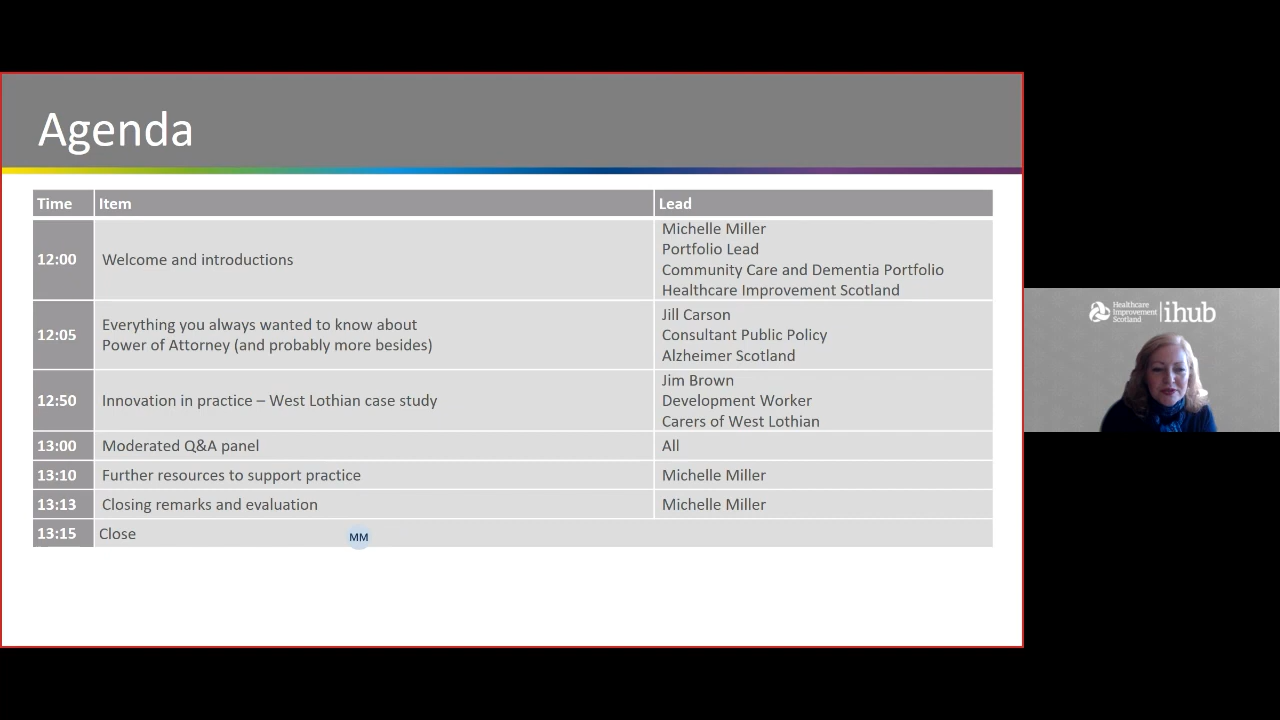 Agenda
Time Item Lead
12:00 Welcome and introductions Michelle Miller
Portfolio Lead
Community Care and Dementia Portfolio
Healthcare Improvement Scotland
12:05 Everything you always wanted to know about
Power of Attorney (and probably more besides)
Jill Carson
Consultant Public Policy
Alzheimer Scotland
12:50 Innovation in practice – West Lothian case study
Jim Brown
Development Worker
Carers of West Lothian
13:00 Moderated Q&A panel All
13:10 Further resources to support practice Michelle Miller
13:13 Closing remarks and evaluation Michelle Miller
13:15 Close
MM
Healthcare
Improvement
Scotland
ihub